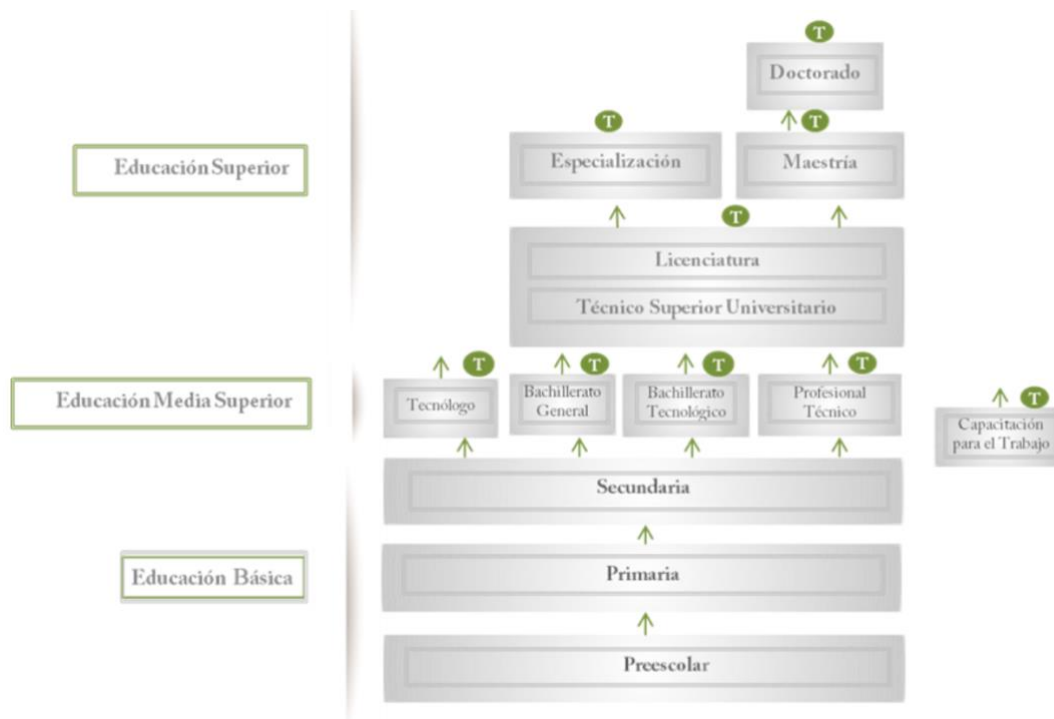 T
Doctorado
T
T
Educación Superior
Especialización
Maestría
T
Licenciatura
Técnico Superior Universitario
T
T
T
T
Educación Media Superior
Tecnólogo
Bachillerato
General
Bachillerato
Tecnológico
Profesional
Técnico
T
Capacitación
para el Trabajo
Secundaria
Educación Básica
Primaria
Preescolar